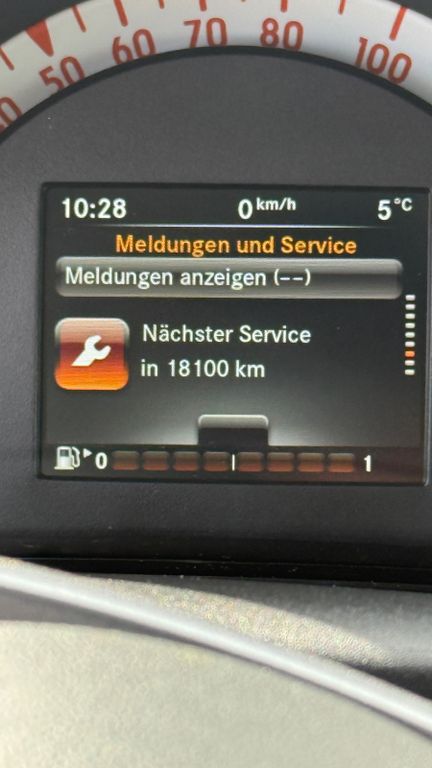 50 60 70 80 100
10:28 0 km/h 5 °C
Meldungen und Service
Meldungen anzeigen (--)
Nächster Service
in 18100 km
0 1